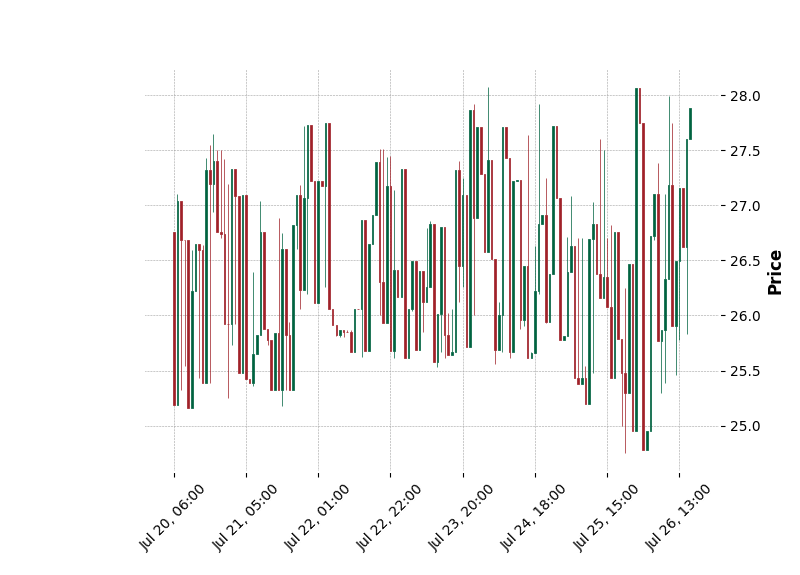 28.0
27.5
27.0
26.5
26.0
25.5
25.0
Price
Jul 20, 06:00
Jul 21, 05:00
Jul 22, 01:00
Jul 22, 22:00
Jul 23, 20:00
Jul 24, 18:00
Jul 25, 15:00
Jul 26, 13:00